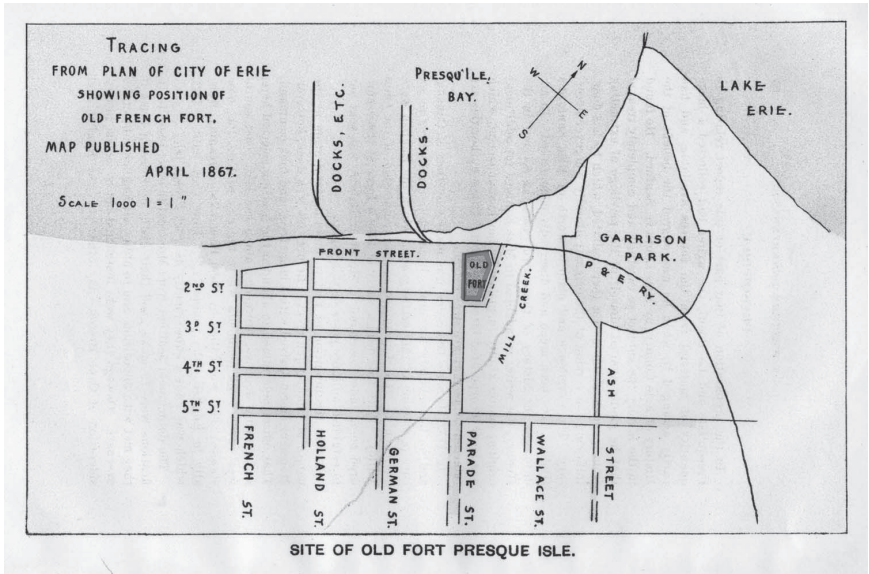 TRACING
FROM PLAN OF CITY OF ERIE
SHOWING POSITION OF
OLD FRENCH FORT.
MAP PUBLISHED
APRIL 1867.
SCALE 1000 1 = 1"
DOCKS, ETC.
DOCKS.
PRESQU'ILE
BAY.
W
N
S
E
LAKE
ERIE.
FRONT STREET.
OLD
FORT
MILL CREEK.
GARRISON
PARK.
P & E RY.
2ND ST
3D ST
4TH ST
5TH ST
FRENCH ST.
HOLLAND ST.
GERMAN ST.
PARADE ST.
WALLACE ST.
ASH STREET
SITE OF OLD FORT PRESQUE ISLE.